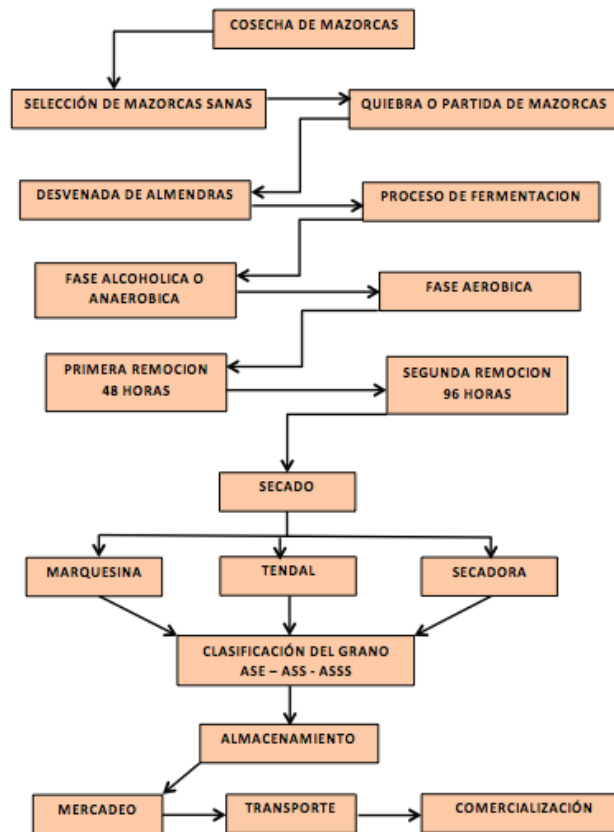 COSECHA DE MAZORCAS
SELECCIÓN DE MAZORCAS SANAS
QUIEBRA O PARTIDA DE MAZORCAS
DESVENADA DE ALMENDRAS
PROCESO DE FERMENTACION
FASE ALCOHOLICA O
ANAEROBICA
FASE AEROBICA
PRIMERA REMOCION
48 HORAS
SEGUNDA REMOCION
96 HORAS
SECADO
MARQUESINA
TENDAL
SECADORA
CLASIFICACIÓN DEL GRANO
ASE – ASS - ASSS
ALMACENAMIENTO
MERCADEO
TRANSPORTE
COMERCIALIZACIÓN